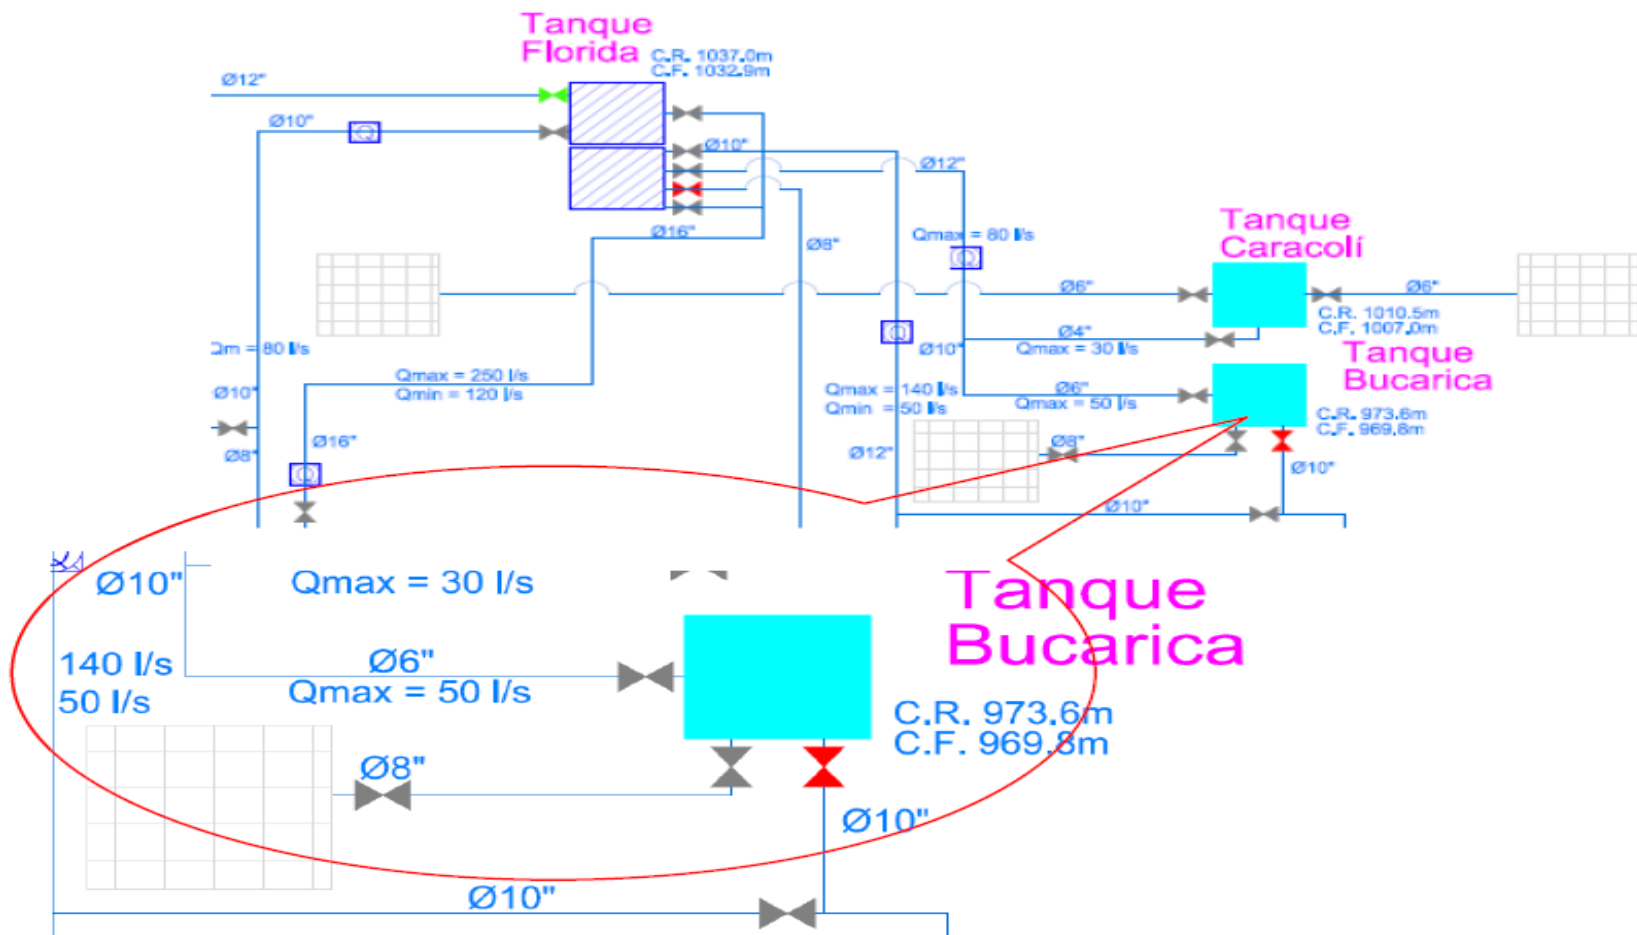 Tanque
Florida
C.R. 1037.0m
C.F. 1032.9m
Ø12"
Ø10"
Q
Ø10"
Ø12"
Ø16"
Ø8"
Qmax = 80 l/s
Q
Tanque
Caracolí
Ø6"
Ø6"
C.R. 1010.5m
C.F. 1007.0m
Q
Ø4"
Ø10"
Qmax = 30 l/s
Qm = 80 l/s
Tanque
Bucarica
Qmax = 250 l/s
Qmin = 120 l/s
Ø10"
Qmax = 140 l/s
Qmin = 50 l/s
Ø6"
Qmax = 50 l/s
C.R. 973.6m
C.F. 969.8m
Ø16"
Ø8"
Ø12"
Ø8"
Ø10"
Q
Ø10"
Ø10"
Qmax = 30 l/s
Tanque
Bucarica
140 l/s
50 l/s
Ø6"
Qmax = 50 l/s
C.R. 973.6m
C.F. 969.8m
Ø8"
Ø10"
Ø10"